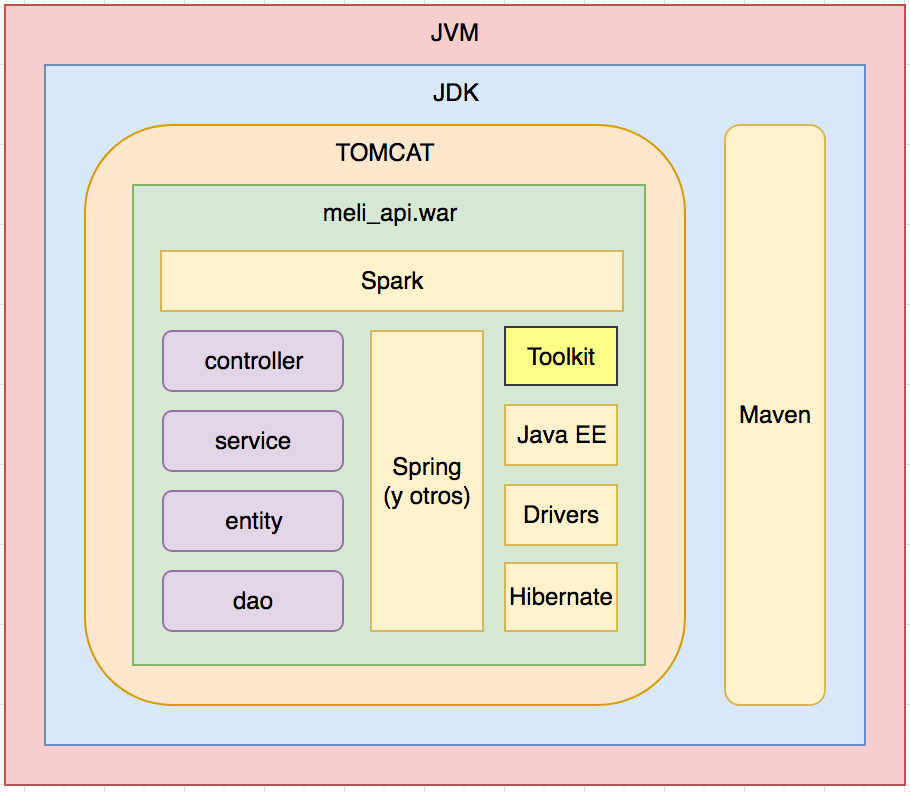 JVM
JDK
TOMCAT
meli_api.war
Spark
controller
service
entity
dao
Spring
(y otros)
Toolkit
Java EE
Drivers
Hibernate
Maven